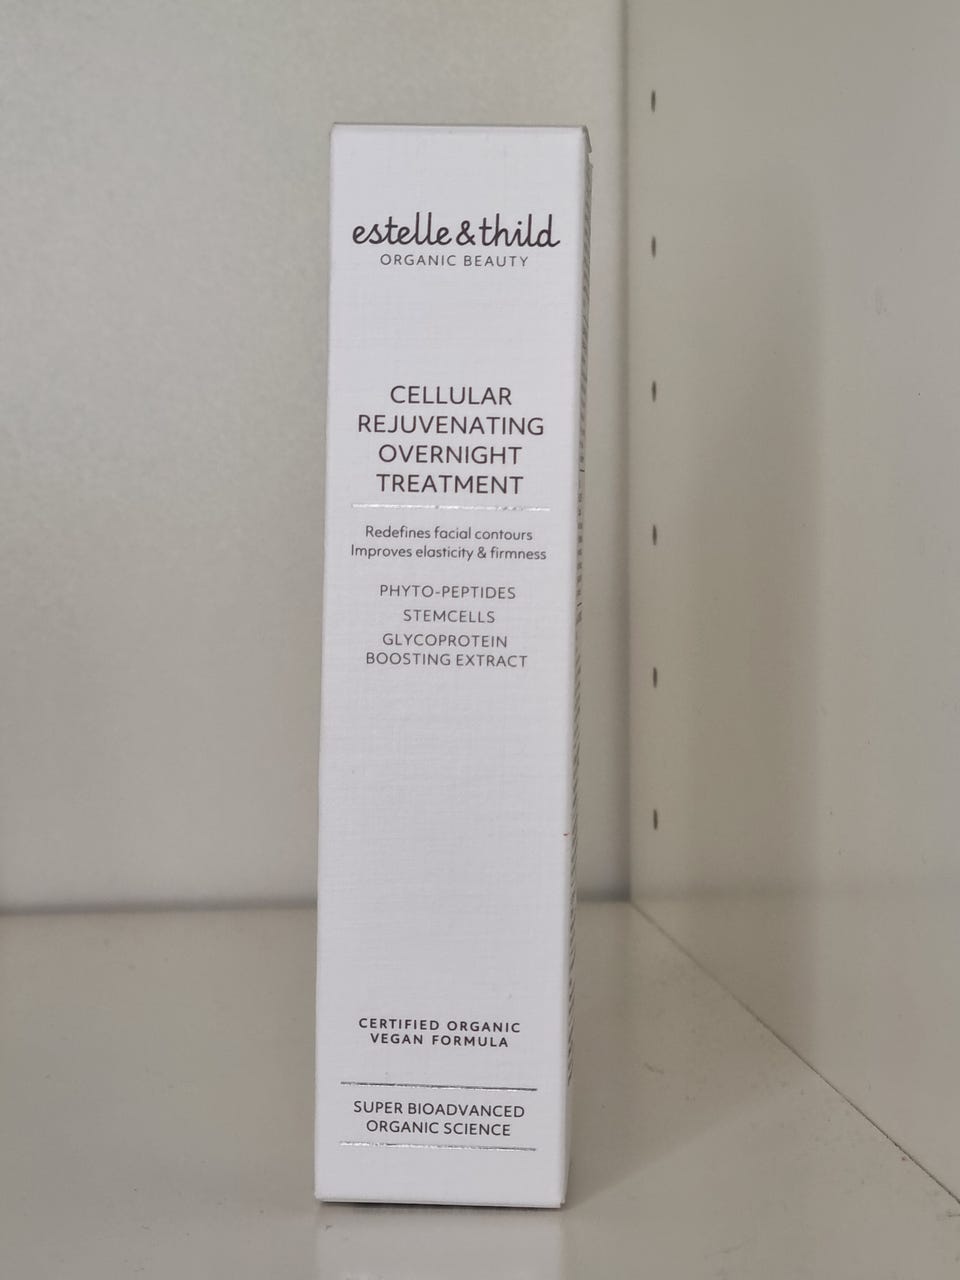 estelle & thild
ORGANIC BEAUTY
CELLULAR
REJUVENATING
OVERNIGHT
TREATMENT
Redefines facial contours
Improves elasticity & firmness
PHYTO-PEPTIDES
STEMCELLS
GLYCOPROTEIN
BOOSTING EXTRACT
CERTIFIED ORGANIC
VEGAN FORMULA
SUPER BIOADVANCED
ORGANIC SCIENCE